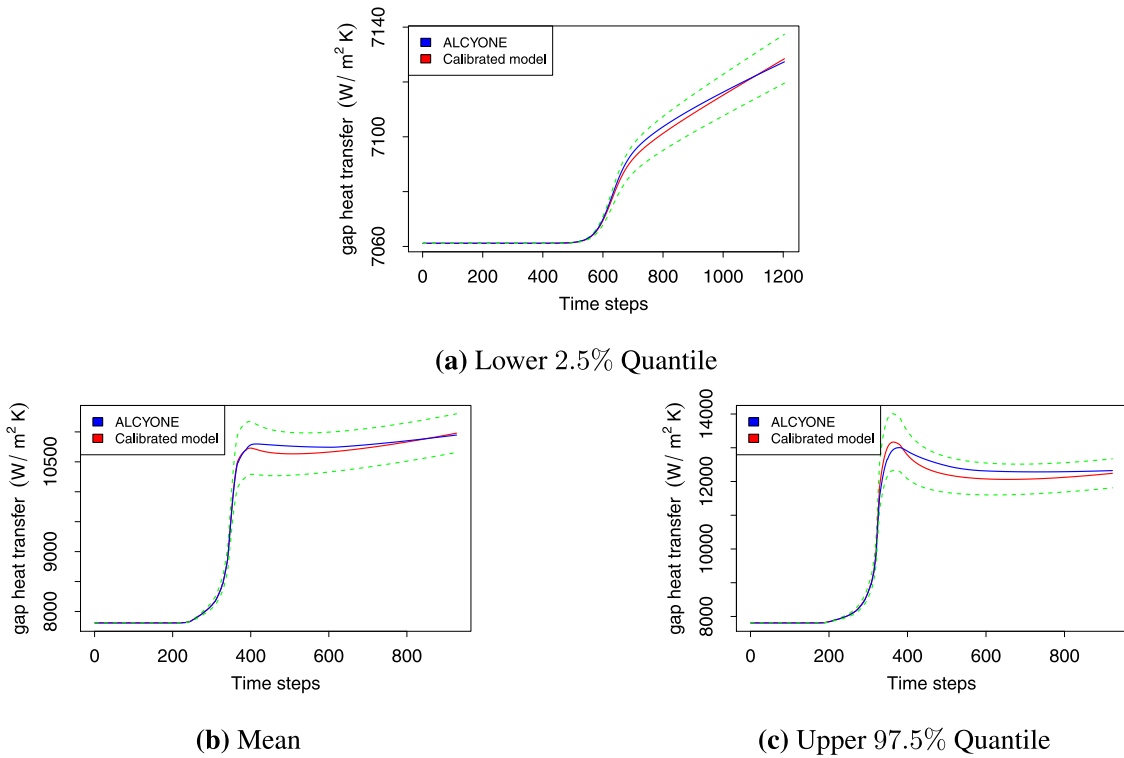 ALCYONE
Calibrated model
gap heat transfer (W/ m² K)
7060
7100
7140
0 200 400 600 800 1000 1200
Time steps
(a) Lower 2.5% Quantile
ALCYONE
Calibrated model
gap heat transfer (W/ m² K)
8000
9000
10500
0 200 400 600 800
Time steps
(b) Mean
ALCYONE
Calibrated model
gap heat transfer (W/ m² K)
8000
10000
12000
14000
0 200 400 600 800
Time steps
(c) Upper 97.5% Quantile